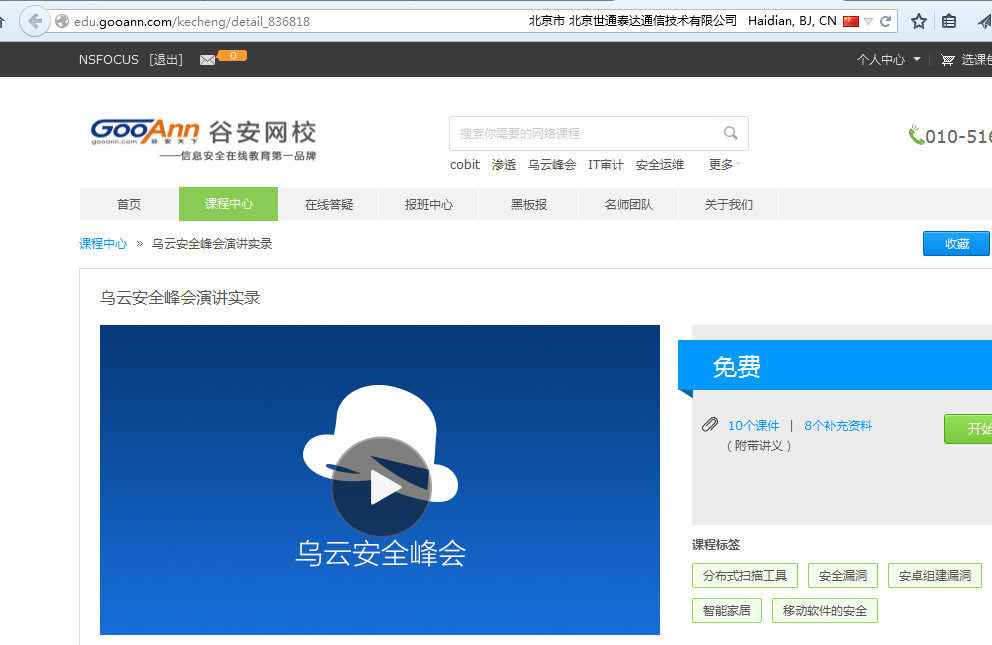 edu.gooann.com/kecheng/detail_836818 北京市 北京世通泰达通信技术有限公司 Haidian, BJ, CN
NSFOCUS [退出] 0 个人中心 选课
GooAnn 谷安网校
gooann.com 谷安天下
——信息安全在线教育第一品牌
搜索你需要的网络课程
010-516
cobit 渗透 乌云峰会 IT审计 安全运维 更多
首页 课程中心 在线答疑 报班中心 黑板报 名师团队 关于我们
课程中心 » 乌云安全峰会演讲实录 收藏
乌云安全峰会演讲实录
乌云安全峰会
免费
10个课件 | 8个补充资料 开始
( 附带讲义 )
课程标签
分布式扫描工具 安全漏洞 安卓组建漏洞
智能家居 移动软件的安全